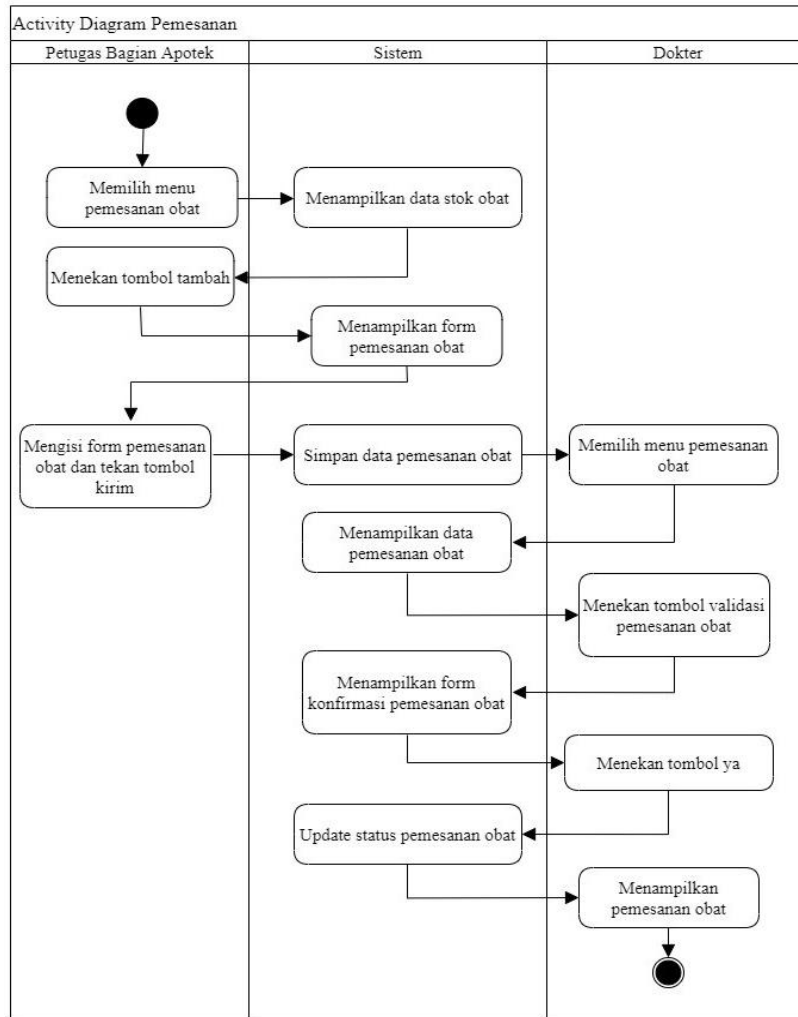 Activity Diagram Pemesanan
Petugas Bagian Apotek
Sistem
Dokter
Memilih menu
pemesanan obat
Menampilkan data stok obat
Menekan tombol tambah
Menampilkan form
pemesanan obat
Mengisi form pemesanan
obat dan tekan tombol
kirim
Simpan data pemesanan obat
Memilih menu pemesanan
obat
Menampilkan data
pemesanan obat
Menekan tombol validasi
pemesanan obat
Menampilkan form
konfirmasi pemesanan obat
Menekan tombol ya
Update status pemesanan obat
Menampilkan
pemesanan obat